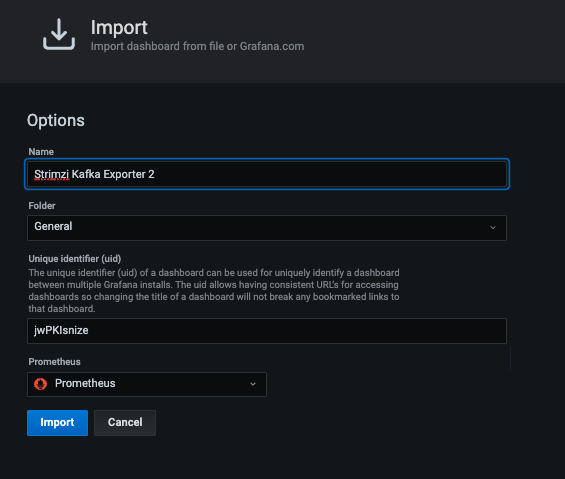 Import
Import dashboard from file or Grafana.com
Options
Name
Strimzi Kafka Exporter 2
Folder
General
Unique identifier (uid)
The unique identifier (uid) of a dashboard can be used for uniquely identify a dashboard
between multiple Grafana installs. The uid allows having consistent URL's for accessing
dashboards so changing the title of a dashboard will not break any bookmarked links to
that dashboard.
jwPKIsnize
Prometheus
Prometheus
Import Cancel